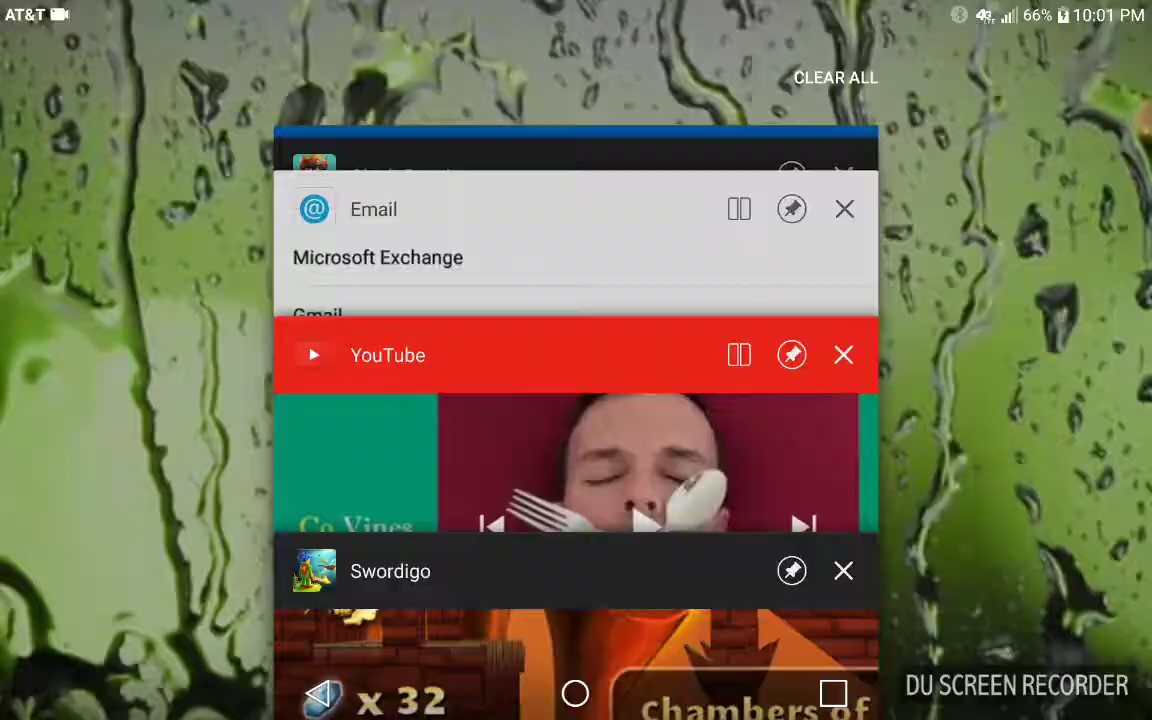 AT&T
66% 10:01 PM
CLEAR ALL
@ Email
Microsoft Exchange
Gmail
YouTube
Co Vines
Swordigo
x 32
chambers of
DU SCREEN RECORDER